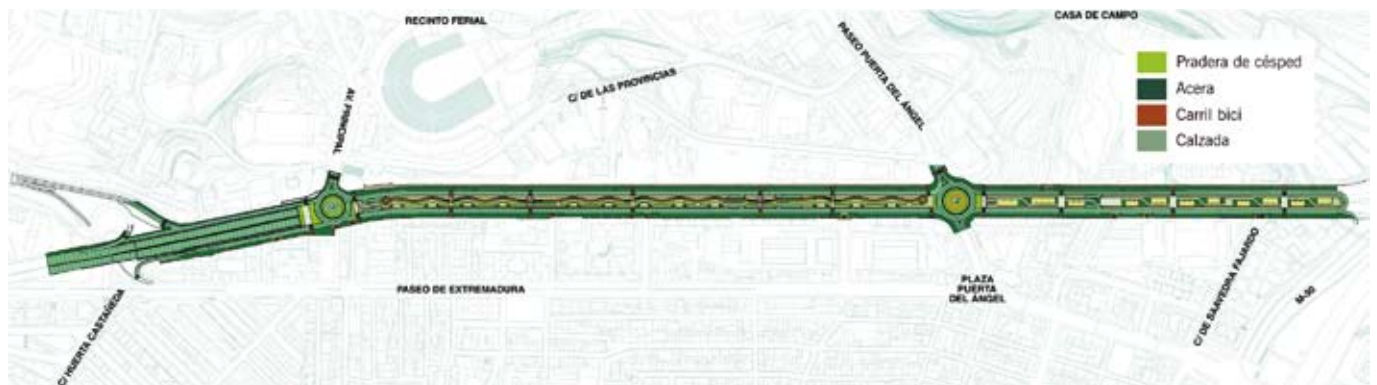 RECINTO FERIAL
CASA DE CAMPO
PASEO PUERTA DEL ÁNGEL
Pradera de césped
Acera
Carril bici
Calzada
C/ DE LAS PROVINCIAS
AV. PRINCIPAL
C/ HUERTA CASTAÑEDA
PASEO DE EXTREMADURA
PLAZA
PUERTA
DEL ÁNGEL
C/ DE SAAVEDRA FAJARDO
M-30